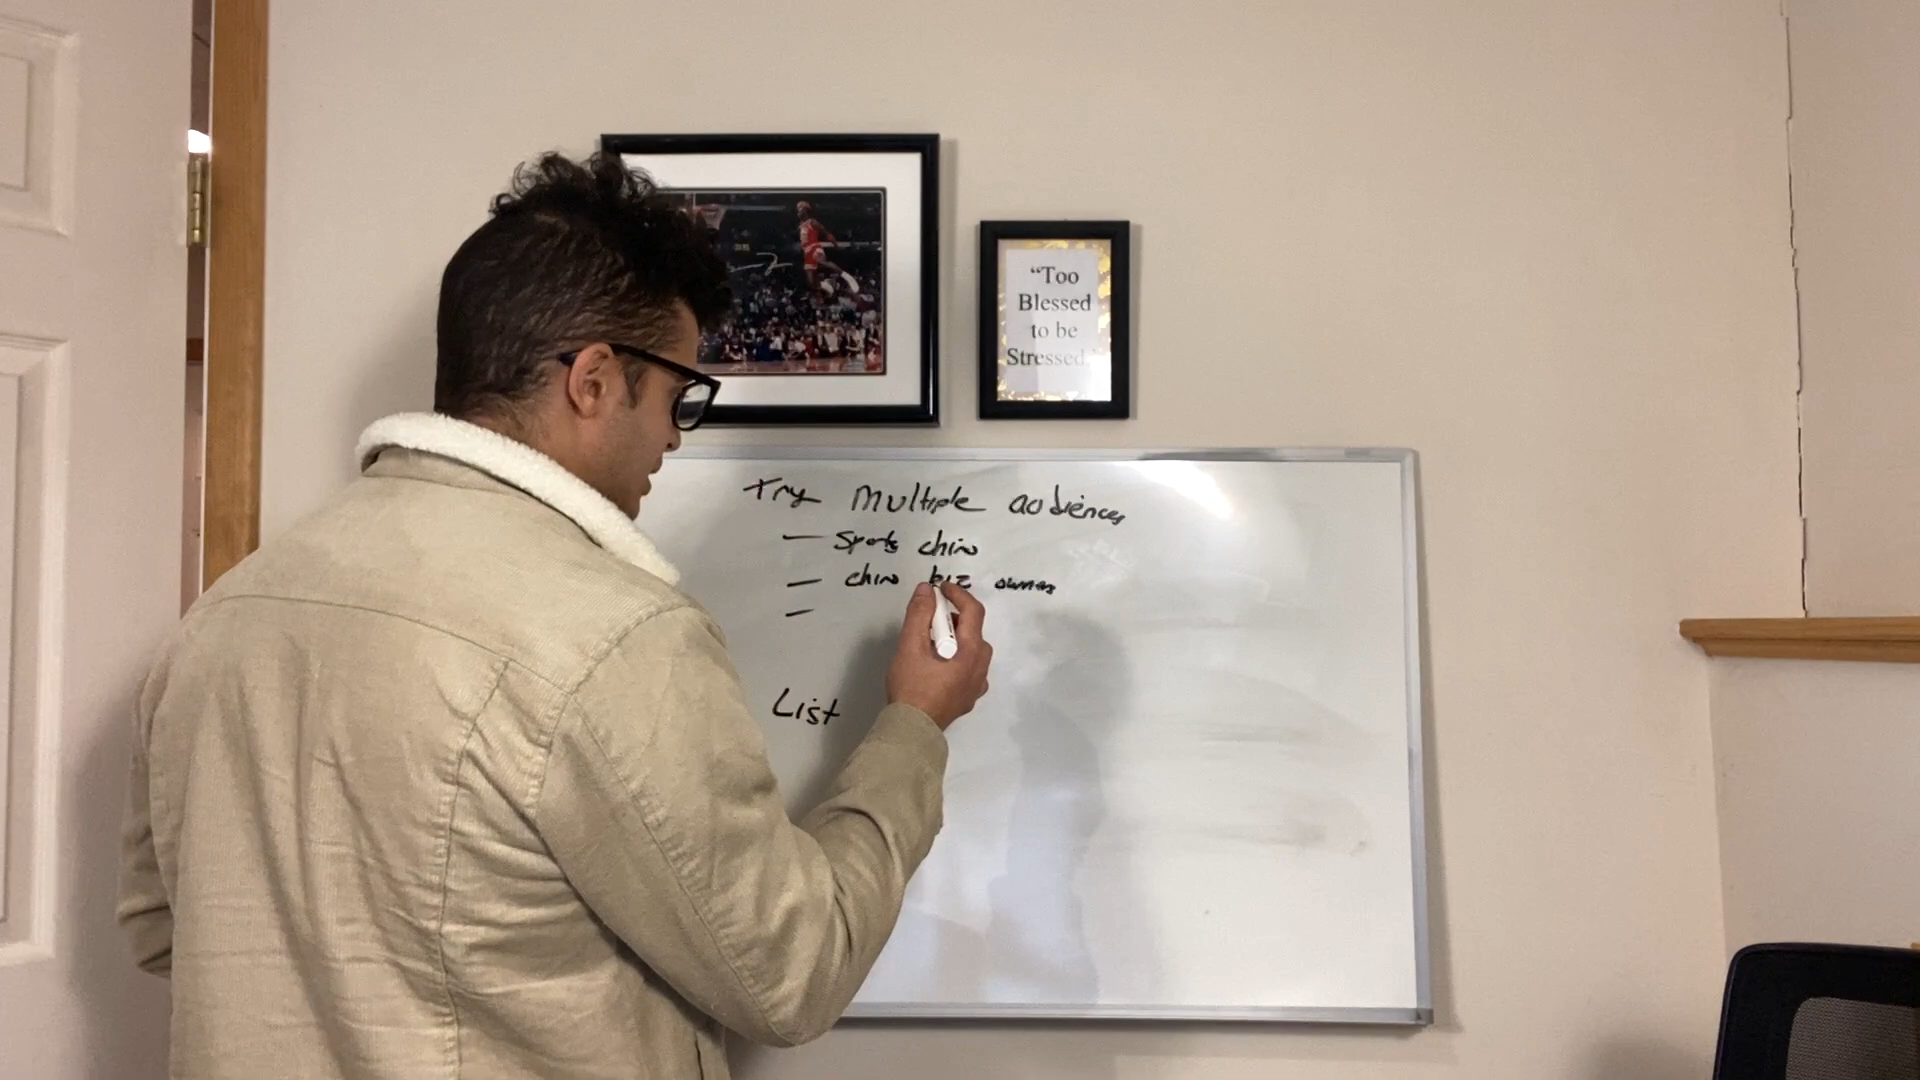 “Too
Blessed
to be
Stressed.”
Try Multiple audiences
— Sports chiro
— chiro biz owners
—
List